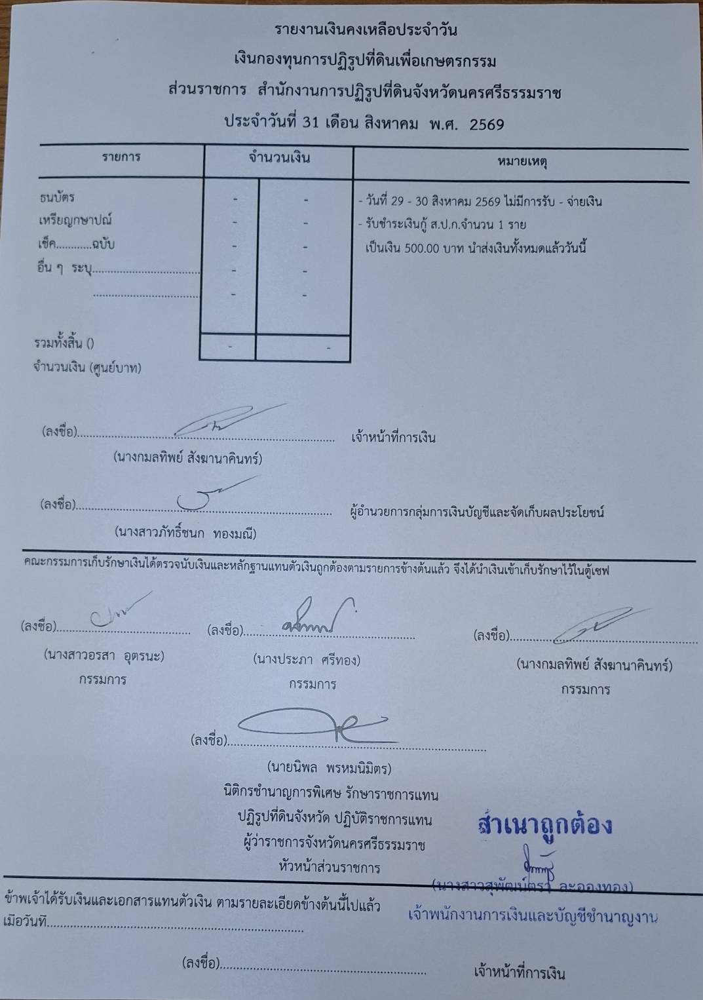 รายงานเงินคงเหลือประจำวัน
เงินกองทุนการปฏิรูปที่ดินเพื่อเกษตรกรรม
ส่วนราชการ สำนักงานการปฏิรูปที่ดินจังหวัดนครศรีธรรมราช
ประจำวันที่ 31 เดือน สิงหาคม พ.ศ. 2569
รายการ จำนวนเงิน หมายเหตุ
ธนบัตร - - - วันที่ 29 - 30 สิงหาคม 2569 ไม่มีการรับ - จ่ายเงิน
เหรียญกษาปณ์ - - - รับชำระเงินกู้ ส.ป.ก.จำนวน 1 ราย
เช็ค............ฉบับ - - เป็นเงิน 500.00 บาท นำส่งเงินทั้งหมดแล้ววันนี้
อื่น ๆ ระบุ.................................... - -
.................................... - -
รวมทั้งสิ้น () - -
จำนวนเงิน (ศูนย์บาท)
(ลงชื่อ)........................................ เจ้าหน้าที่การเงิน
(นางกมลทิพย์ สังฆานาคินทร์)
(ลงชื่อ)........................................ ผู้อำนวยการกลุ่มการเงินบัญชีและจัดเก็บผลประโยชน์
(นางสาวภัทธิ์ชนก ทองมณี)
คณะกรรมการเก็บรักษาเงินได้ตรวจนับเงินและหลักฐานแทนตัวเงินถูกต้องตามรายการข้างต้นแล้ว จึงได้นำเงินเข้าเก็บรักษาไว้ในตู้เซฟ
(ลงชื่อ)........................................ (ลงชื่อ)........................................ (ลงชื่อ)........................................
(นางสาวอรสา อุตรนะ) (นางประภา ศรีทอง) (นางกมลทิพย์ สังฆานาคินทร์)
กรรมการ กรรมการ กรรมการ
(ลงชื่อ)........................................
(นายนิพล พรหมนิมิตร)
นิติกรชำนาญการพิเศษ รักษาราชการแทน
ปฏิรูปที่ดินจังหวัด ปฏิบัติราชการแทน
ผู้ว่าราชการจังหวัดนครศรีธรรมราช
หัวหน้าส่วนราชการ
สำเนาถูกต้อง
(นางสาวสุพัฒน์ตรา ละอองทอง)
เจ้าพนักงานการเงินและบัญชีชำนาญงาน
ข้าพเจ้าได้รับเงินและเอกสารแทนตัวเงิน ตามรายละเอียดข้างต้นนี้ไปแล้ว
เมื่อวันที่........................................
(ลงชื่อ)........................................ เจ้าหน้าที่การเงิน